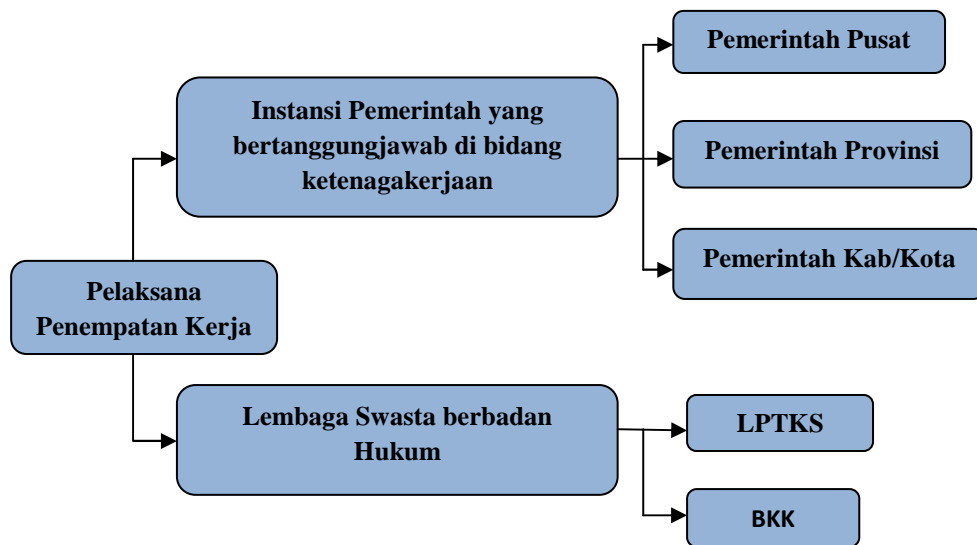 Pelaksana
Penempatan Kerja
Instansi Pemerintah yang
bertanggungjawab di bidang
ketenagakerjaan
Pemerintah Pusat
Pemerintah Provinsi
Pemerintah Kab/Kota
Lembaga Swasta berbadan
Hukum
LPTKS
BKK